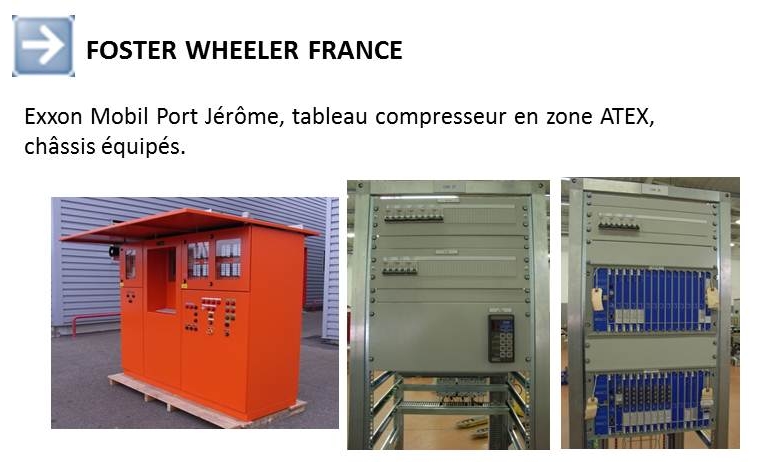 FOSTER WHEELER FRANCE
Exxon Mobil Port Jérôme, tableau compresseur en zone ATEX,
châssis équipés.